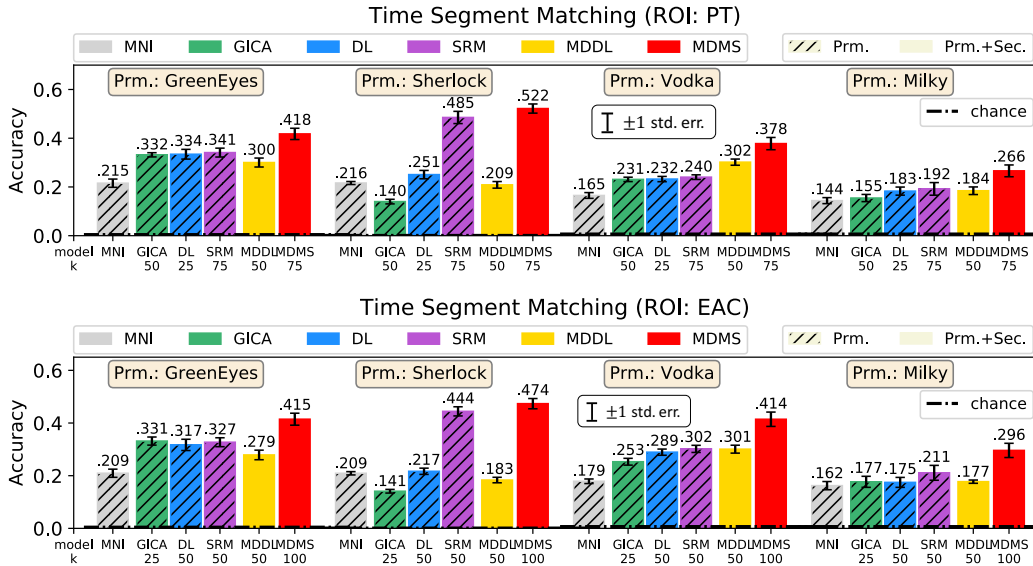 Time Segment Matching (ROI: PT)
MNI GICA DL SRM MDDL MDMS Prm. Prm.+Sec.
Prm.: GreenEyes Prm.: Sherlock Prm.: Vodka Prm.: Milky
chance
±1 std. err.
Accuracy
0.6
0.4
0.2
0.0
.215 .332 .334 .341 .300 .418
.216 .140 .251 .485 .209 .522
.165 .231 .232 .240 .302 .378
.144 .155 .183 .192 .184 .266
model MNI GICA DL SRM MDDL MDMS MNI GICA DL SRM MDDL MDMS MNI GICA DL SRM MDDL MDMS MNI GICA DL SRM MDDL MDMS
k 50 25 75 50 75 50 25 75 50 75 50 25 75 50 75 50 25 75 50 75
Time Segment Matching (ROI: EAC)
MNI GICA DL SRM MDDL MDMS Prm. Prm.+Sec.
Prm.: GreenEyes Prm.: Sherlock Prm.: Vodka Prm.: Milky
chance
±1 std. err.
Accuracy
0.6
0.4
0.2
0.0
.209 .331 .317 .327 .279 .415
.209 .141 .217 .444 .183 .474
.179 .253 .289 .302 .301 .414
.162 .177 .175 .211 .177 .296
model MNI GICA DL SRM MDDL MDMS MNI GICA DL SRM MDDL MDMS MNI GICA DL SRM MDDL MDMS MNI GICA DL SRM MDDL MDMS
k 25 50 50 50 100 25 50 50 50 100 25 50 50 50 100 25 50 50 50 100